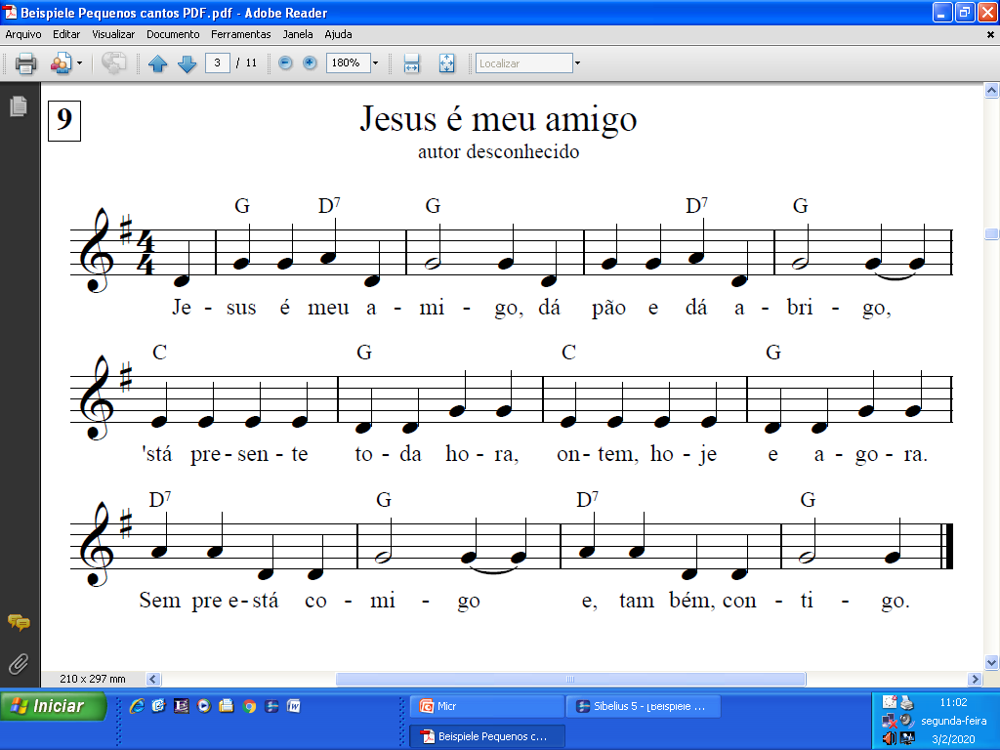 Beispiele Pequenos cantos PDF.pdf - Adobe Reader
Arquivo Editar Visualizar Documento Ferramentas Janela Ajuda
3 / 11 180% Localizar
9
Jesus é meu amigo
autor desconhecido
G D7 G D7 G
4
4
Je - sus é meu a - mi - go, dá pão e dá a - bri - go,
C G C G
'stá pre - sen - te to - da ho - ra, on - tem, ho - je e a - go - ra.
D7 G D7 G
Sem pre e - stá co - mi - go e, tam bém, con - ti - go.
210 x 297 mm
Iniciar
Micr
Sibelius 5 - [Beispiele ...
Beispiele Pequenos c...
11:02
segunda-feira
3/2/2020